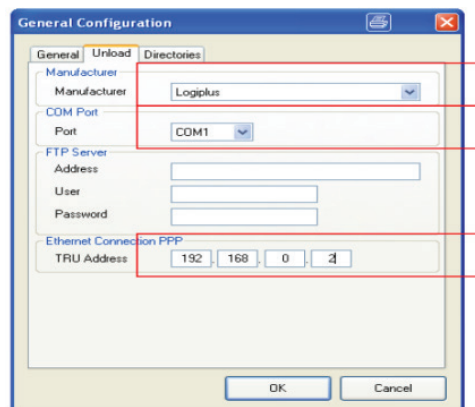 General Configuration
General Unload Directories
Manufacturer
Manufacturer Logiplus
COM Port
Port COM1
FTP Server
Address
User
Password
Ethernet Connection PPP
TRU Address 192 . 168 . 0 . 2
OK Cancel